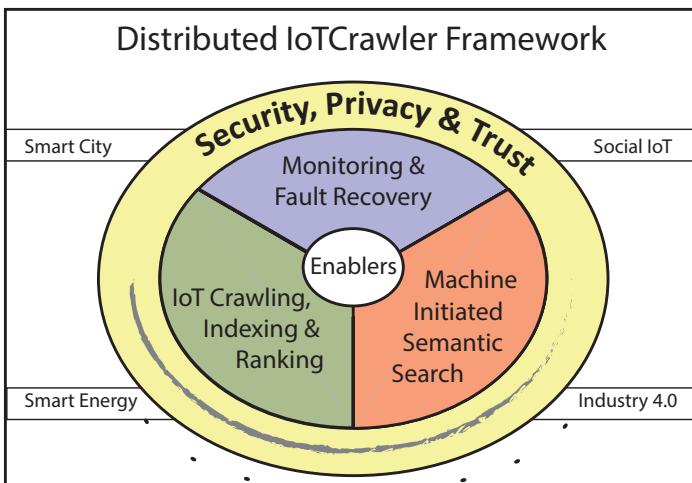 Distributed IoTCrawler Framework
Security, Privacy & Trust
Smart City
Social IoT
Monitoring &
Fault Recovery
Enablers
IoT Crawling,
Indexing &
Ranking
Machine
Initiated
Semantic
Search
Smart Energy
Industry 4.0